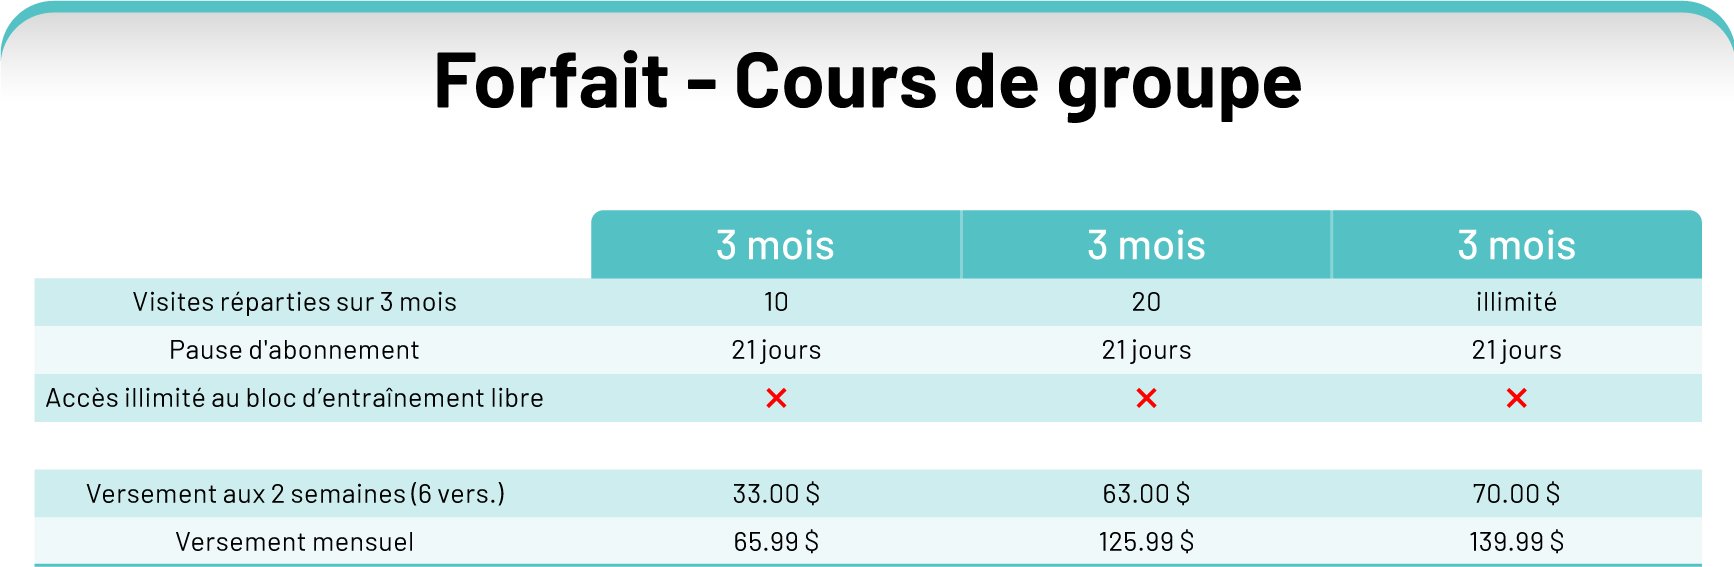 Forfait - Cours de groupe
3 mois 3 mois 3 mois
Visites réparties sur 3 mois 10 20 illimité
Pause d'abonnement 21 jours 21 jours 21 jours
Accès illimité au bloc d’entraînement libre ✕ ✕ ✕
Versement aux 2 semaines (6 vers.) 33.00 $ 63.00 $ 70.00 $
Versement mensuel 65.99 $ 125.99 $ 139.99 $